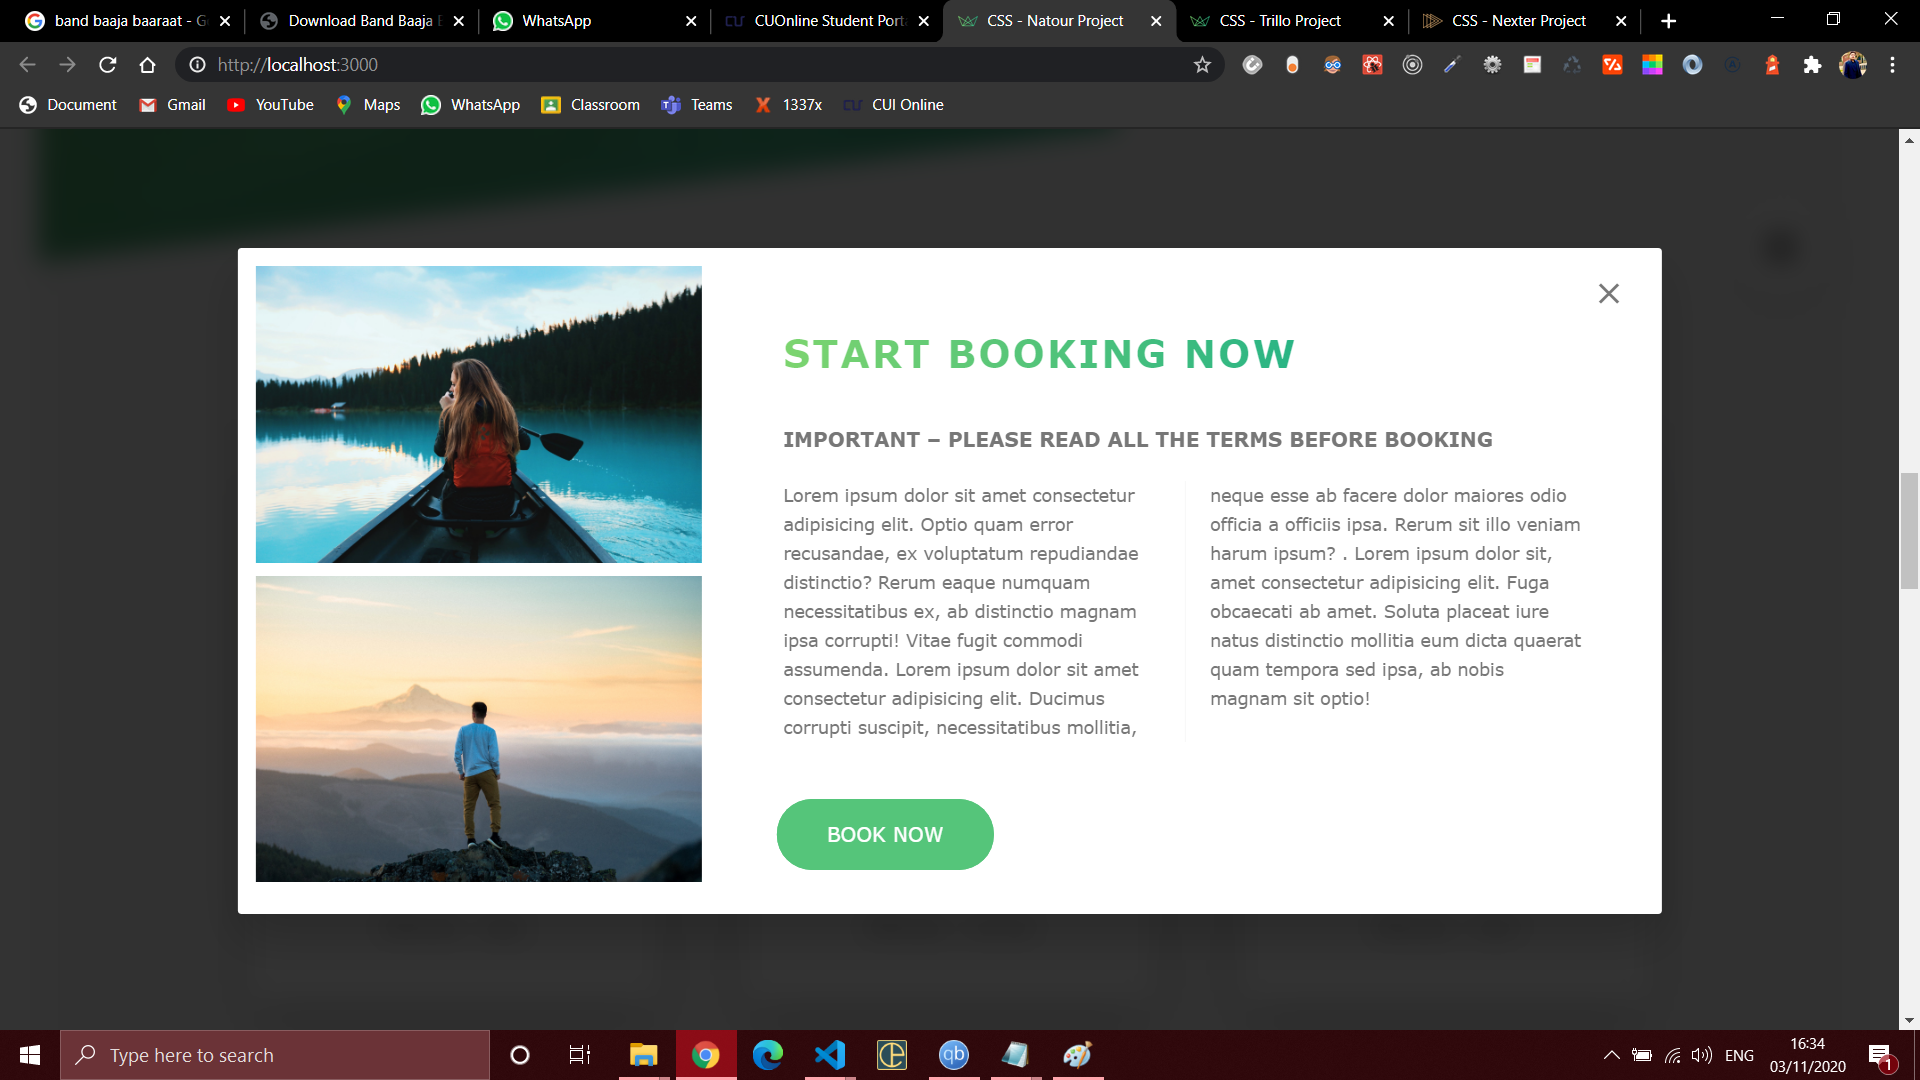 band baaja baaraat - G
Download Band Baaja
WhatsApp
CUOnline Student Port
CSS - Natour Project
CSS - Trillo Project
CSS - Nexter Project
http://localhost:3000
Document
Gmail
YouTube
Maps
WhatsApp
Classroom
Teams
1337x
CUI Online
START BOOKING NOW
IMPORTANT – PLEASE READ ALL THE TERMS BEFORE BOOKING
Lorem ipsum dolor sit amet consectetur
adipisicing elit. Optio quam error
recusandae, ex voluptatum repudiandae
distinctio? Rerum eaque numquam
necessitatibus ex, ab distinctio magnam
ipsa corrupti! Vitae fugit commodi
assumenda. Lorem ipsum dolor sit amet
consectetur adipisicing elit. Ducimus
corrupti suscipit, necessitatibus mollitia,
neque esse ab facere dolor maiores odio
officia a officiis ipsa. Rerum sit illo veniam
harum ipsum? . Lorem ipsum dolor sit,
amet consectetur adipisicing elit. Fuga
obcaecati ab amet. Soluta placeat iure
natus distinctio mollitia eum dicta quaerat
quam tempora sed ipsa, ab nobis
magnam sit optio!
BOOK NOW
Type here to search
qb
ENG
16:34
03/11/2020
1